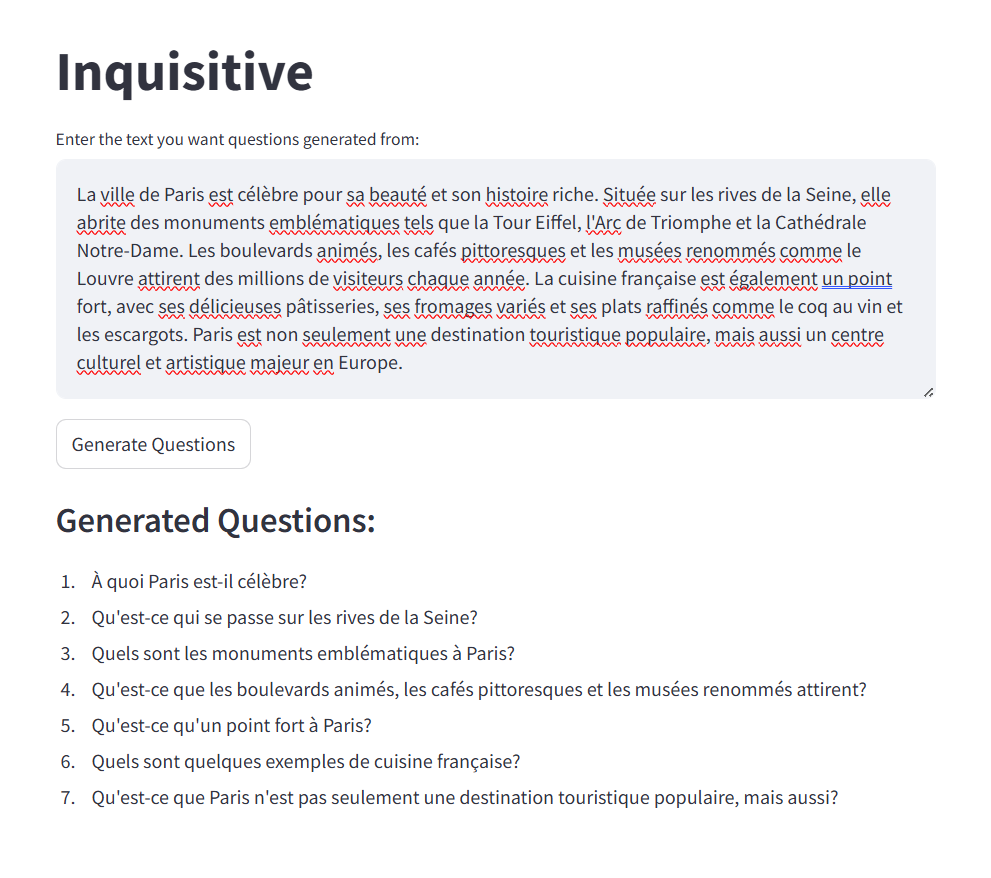 Inquisitive
Enter the text you want questions generated from:
La ville de Paris est célèbre pour sa beauté et son histoire riche. Située sur les rives de la Seine, elle
abrite des monuments emblématiques tels que la Tour Eiffel, l'Arc de Triomphe et la Cathédrale
Notre-Dame. Les boulevards animés, les cafés pittoresques et les musées renommés comme le
Louvre attirent des millions de visiteurs chaque année. La cuisine française est également un point
fort, avec ses délicieuses pâtisseries, ses fromages variés et ses plats raffinés comme le coq au vin et
les escargots. Paris est non seulement une destination touristique populaire, mais aussi un centre
culturel et artistique majeur en Europe.
Generate Questions
Generated Questions:
1. À quoi Paris est-il célèbre?
2. Qu'est-ce qui se passe sur les rives de la Seine?
3. Quels sont les monuments emblématiques à Paris?
4. Qu'est-ce que les boulevards animés, les cafés pittoresques et les musées renommés attirent?
5. Qu'est-ce qu'un point fort à Paris?
6. Quels sont quelques exemples de cuisine française?
7. Qu'est-ce que Paris n'est pas seulement une destination touristique populaire, mais aussi?